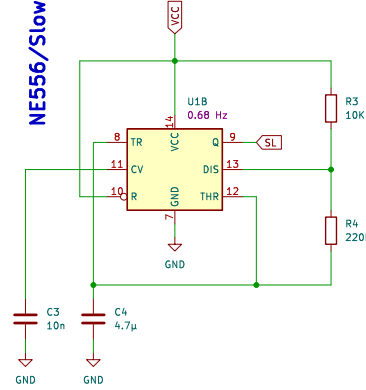 NE556/Slow
VCC
U1B
0.68 Hz
14
VCC
8
TR
Q
9
SL
11
CV
DIS
13
10
R
THR
12
GND
7
GND
R3
10K
R4
220
C3
10n
C4
4.7µ
GND
GND